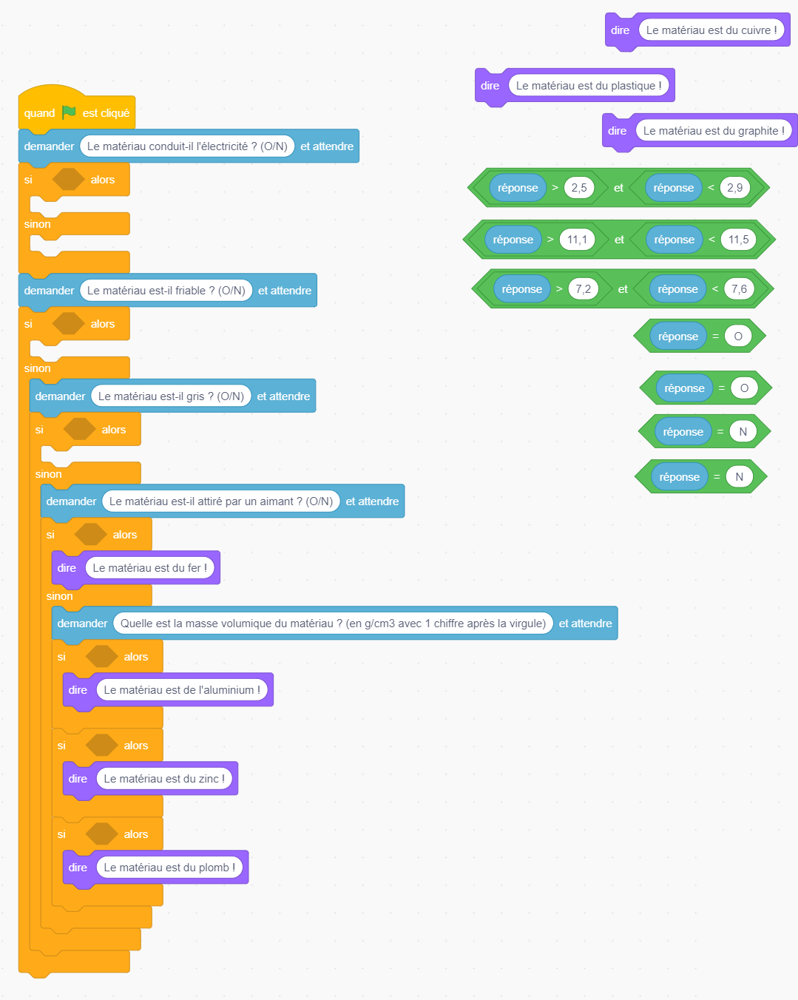 quand est cliqué
demander Le matériau conduit-il l'électricité ? (O/N) et attendre
si alors
sinon
demander Le matériau est-il friable ? (O/N) et attendre
si alors
sinon
demander Le matériau est-il gris ? (O/N) et attendre
si alors
sinon
demander Le matériau est-il attiré par un aimant ? (O/N) et attendre
si alors
dire Le matériau est du fer !
sinon
demander Quelle est la masse volumique du matériau ? (en g/cm3 avec 1 chiffre après la virgule) et attendre
si alors
dire Le matériau est de l'aluminium !
si alors
dire Le matériau est du zinc !
si alors
dire Le matériau est du plomb !
dire Le matériau est du cuivre !
dire Le matériau est du plastique !
dire Le matériau est du graphite !
réponse > 2,5 et réponse < 2,9
réponse > 11,1 et réponse < 11,5
réponse > 7,2 et réponse < 7,6
réponse = O
réponse = O
réponse = N
réponse = N